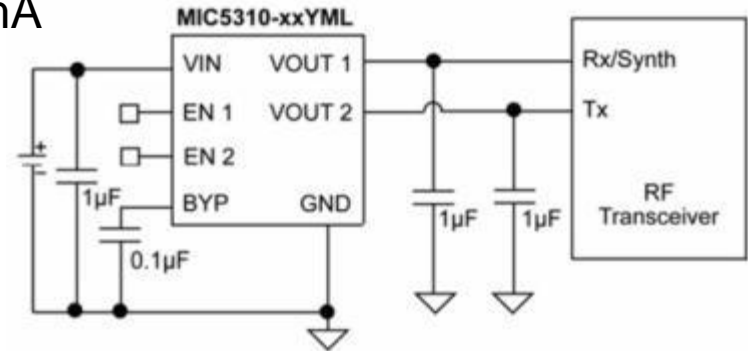 MIC5310-xxYML
VIN VOUT 1
EN 1 VOUT 2
EN 2
BYP GND
+
-
1µF
0.1µF
1µF
1µF
Rx/Synth
Tx
RF
Transceiver